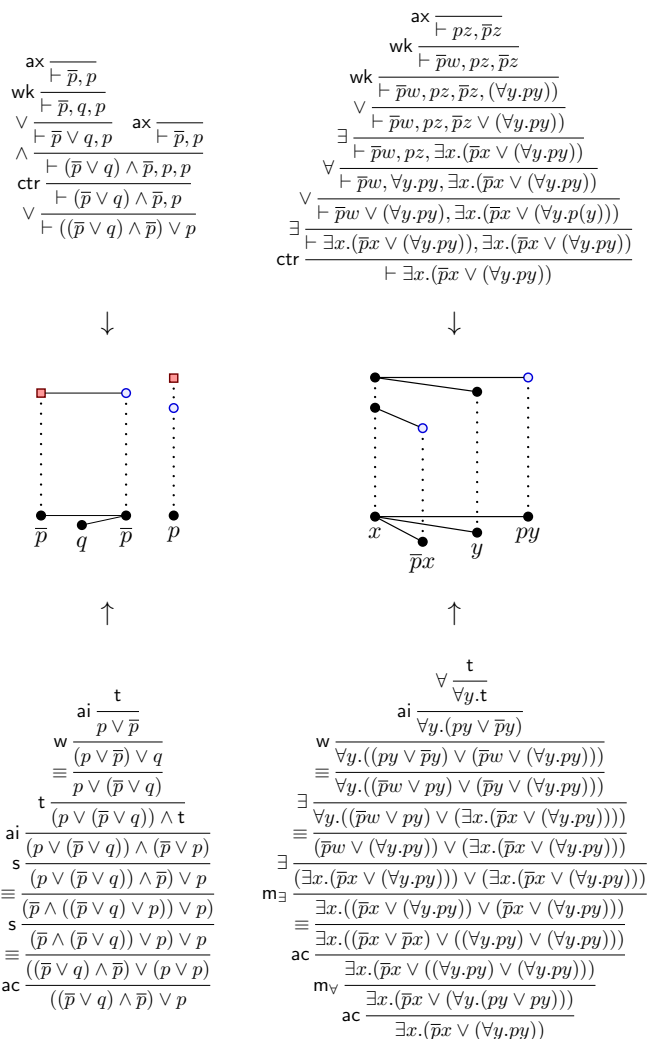 ax
⊢ p̅, p
wk
⊢ p̅, q, p
∨
⊢ p̅ ∨ q, p
ax
⊢ p̅, p
∧
⊢ (p̅ ∨ q) ∧ p̅, p, p
ctr
⊢ (p̅ ∨ q) ∧ p̅, p
∨
⊢ ((p̅ ∨ q) ∧ p̅) ∨ p
ax
⊢ pz, p̅z
wk
⊢ p̅w, pz, p̅z
wk
⊢ p̅w, pz, p̅z, (∀y.py))
∨
⊢ p̅w, pz, p̅z ∨ (∀y.py))
∃
⊢ p̅w, pz, ∃x.(p̅x ∨ (∀y.py))
∀
⊢ p̅w, ∀y.py, ∃x.(p̅x ∨ (∀y.py))
∨
⊢ p̅w ∨ (∀y.py), ∃x.(p̅x ∨ (∀y.p(y)))
∃
⊢ ∃x.(p̅x ∨ (∀y.py)), ∃x.(p̅x ∨ (∀y.py))
ctr
⊢ ∃x.(p̅x ∨ (∀y.py))
↓
↓
p̅ q p̅ p
x p̅x y py
↑
↑
t
ai
p ∨ p̅
w
(p ∨ p̅) ∨ q
≡
p ∨ (p̅ ∨ q)
t
(p ∨ (p̅ ∨ q)) ∧ t
ai
(p ∨ (p̅ ∨ q)) ∧ (p̅ ∨ p)
s
(p ∨ (p̅ ∨ q)) ∧ p̅) ∨ p
≡
(p̅ ∧ ((p̅ ∨ q) ∨ p)) ∨ p)
s
(p̅ ∧ (p̅ ∨ q)) ∨ p) ∨ p
≡
((p̅ ∨ q) ∧ p̅) ∨ (p ∨ p)
ac
((p̅ ∨ q) ∧ p̅) ∨ p
t
∀
∀y.t
ai
∀y.(py ∨ p̅y)
w
∀y.((py ∨ p̅y) ∨ (p̅w ∨ (∀y.py)))
≡
∀y.((p̅w ∨ py) ∨ (p̅y ∨ (∀y.py)))
∃
∀y.((p̅w ∨ py) ∨ (∃x.(p̅x ∨ (∀y.py))))
≡
(p̅w ∨ (∀y.py)) ∨ (∃x.(p̅x ∨ (∀y.py)))
∃
(∃x.(p̅x ∨ (∀y.py))) ∨ (∃x.(p̅x ∨ (∀y.py)))
m∃
∃x.((p̅x ∨ (∀y.py)) ∨ (p̅x ∨ (∀y.py)))
≡
∃x.((p̅x ∨ p̅x) ∨ ((∀y.py) ∨ (∀y.py)))
ac
∃x.(p̅x ∨ ((∀y.py) ∨ (∀y.py)))
m∀
∃x.(p̅x ∨ (∀y.(py ∨ py)))
ac
∃x.(p̅x ∨ (∀y.py))